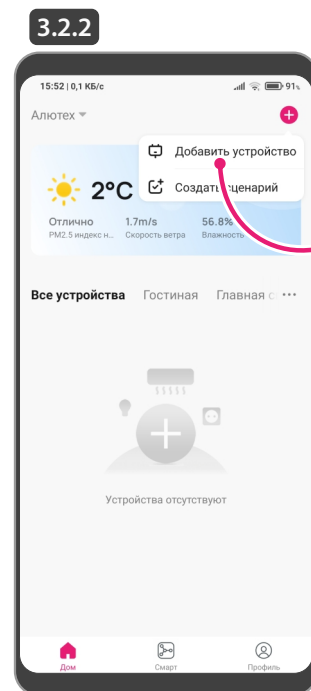 3.2.2
15:52 | 0,1 КБ/с 91%
Алютех
Добавить устройство
2°C Создать сценарий
Отлично 1.7m/s 56.8%
PM2.5 индекс н... Скорость ветра Влажность
Все устройства Гостиная Главная с ...
Устройства отсутствуют
Дом Смарт Профиль